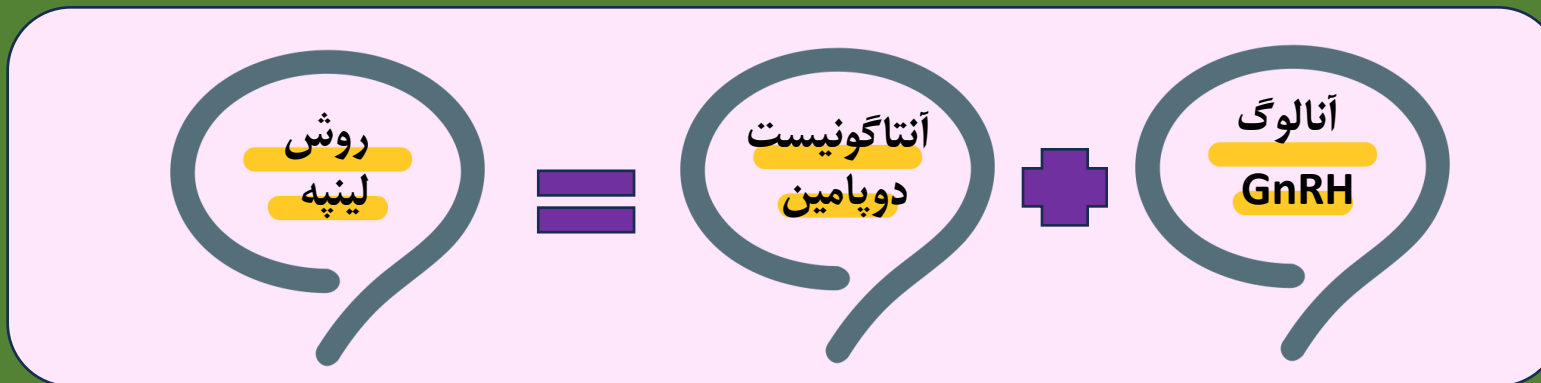 آنالوگ
GnRH
آنتاگونیست
دوپامین
روش
لینپه